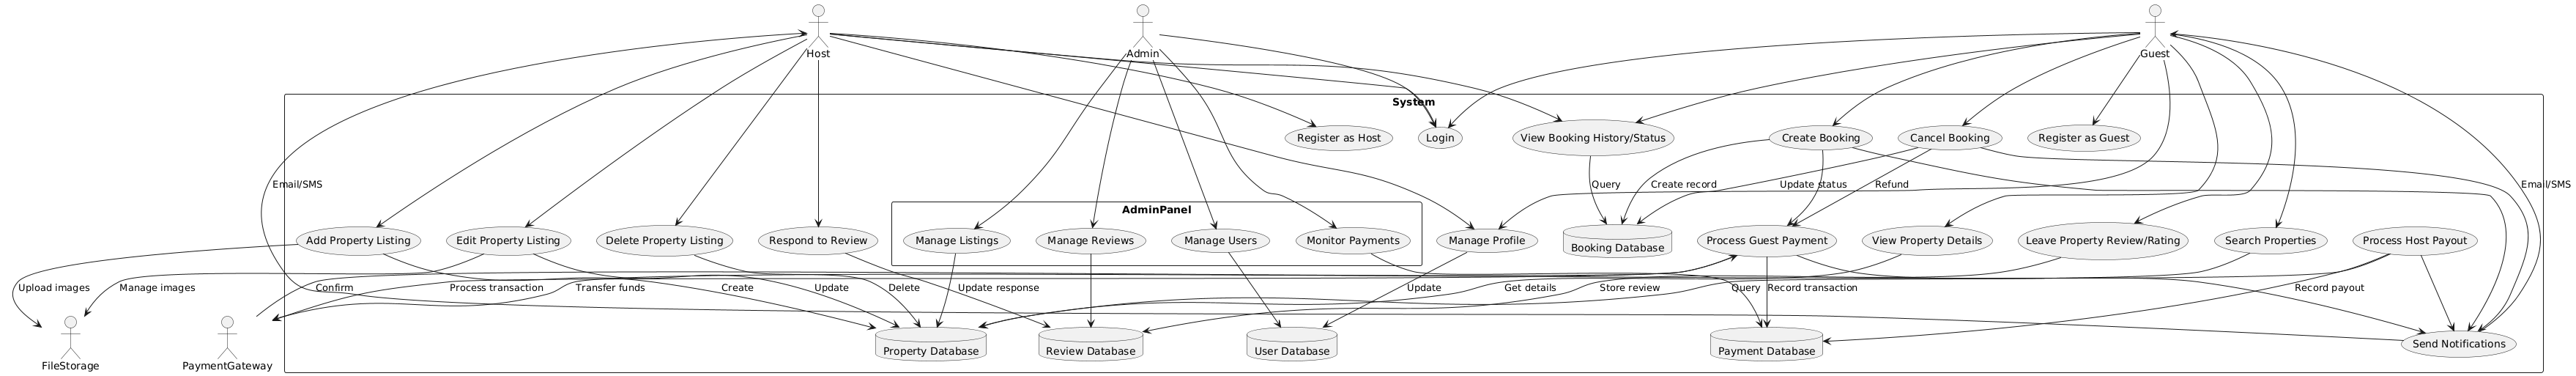 Host
Admin
Guest
System
Register as Host
Login
View Booking History/Status
Create Booking
Cancel Booking
Register as Guest
Email/SMS
Query
Create record
Update status
Refund
Email/SMS
AdminPanel
Add Property Listing
Edit Property Listing
Delete Property Listing
Respond to Review
Manage Listings
Manage Reviews
Manage Users
Monitor Payments
Manage Profile
Booking Database
Process Guest Payment
View Property Details
Leave Property Review/Rating
Search Properties
Process Host Payout
Upload images
Manage images
Confirm
Process transaction
Transfer funds
Create
Update
Delete
Update response
Update
Get details
Store review
Query
Record transaction
Record payout
FileStorage
PaymentGateway
Property Database
Review Database
User Database
Payment Database
Send Notifications